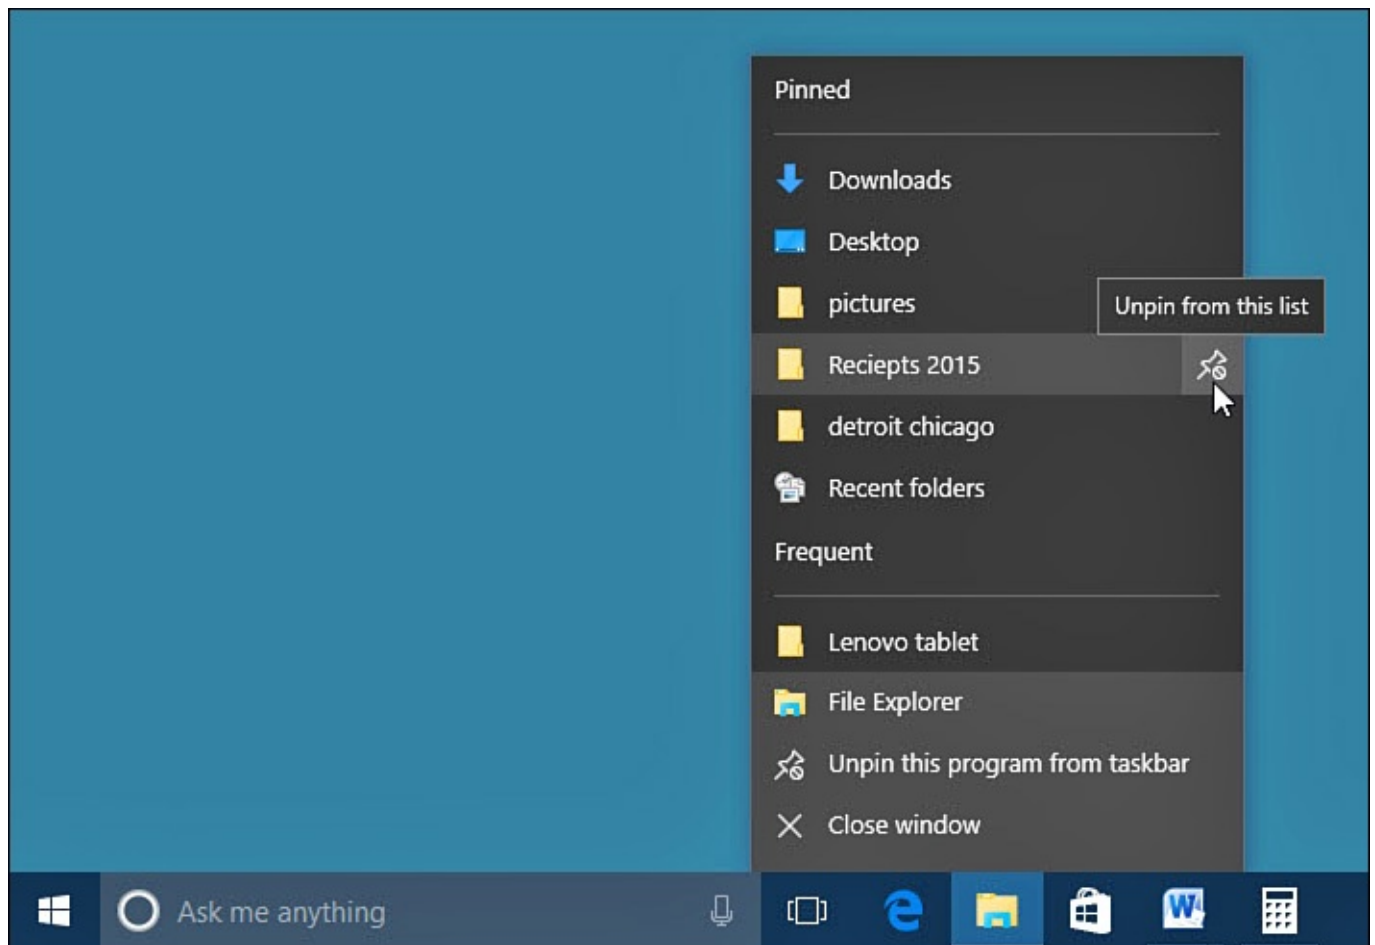 Pinned
Downloads
Desktop
pictures
Unpin from this list
Reciepts 2015
detroit chicago
Recent folders
Frequent
Lenovo tablet
File Explorer
Unpin this program from taskbar
Close window
Ask me anything
W